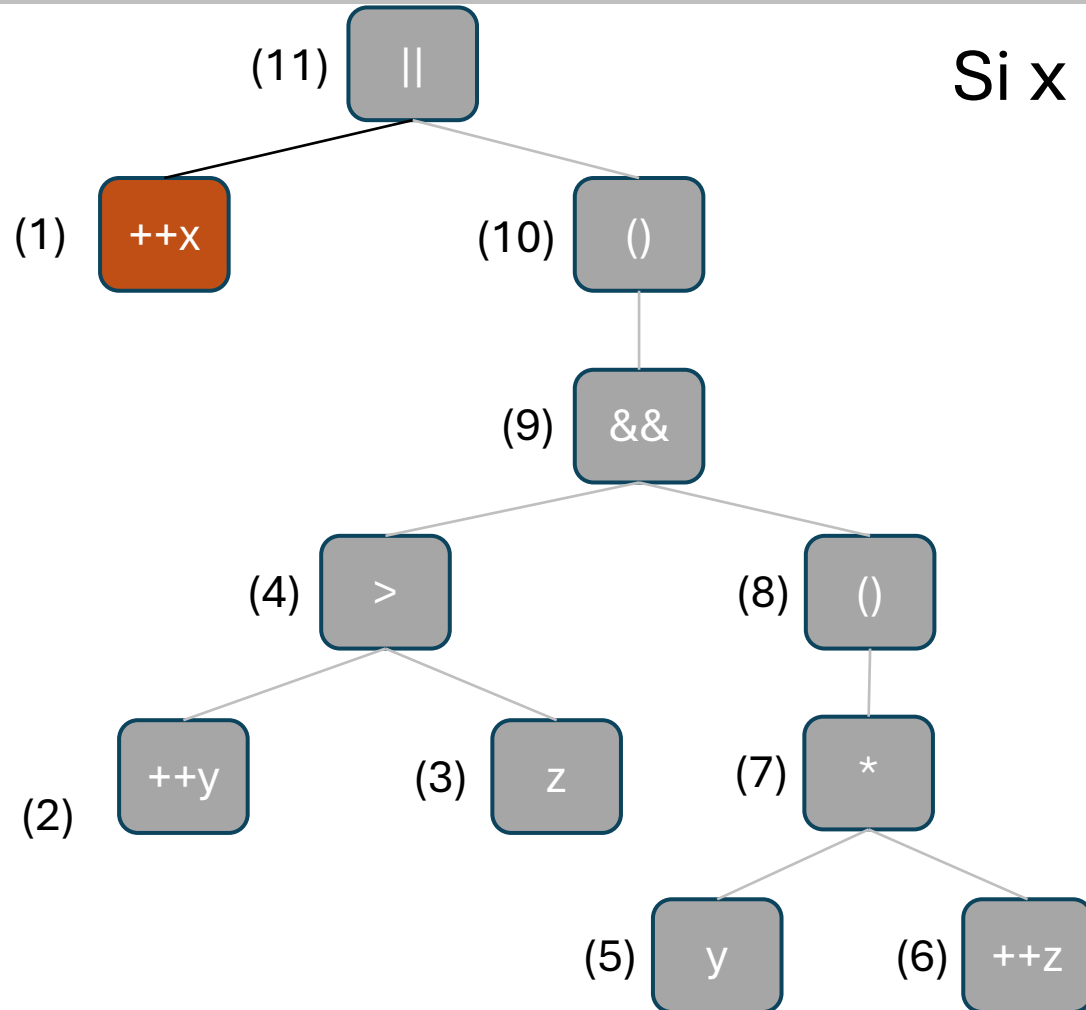 (11) ||
Si x
(1) ++x
(10) ()
(9) &&
(4) >
(8) ()
(2) ++y
(3) z
(7) *
(5) y
(6) ++z